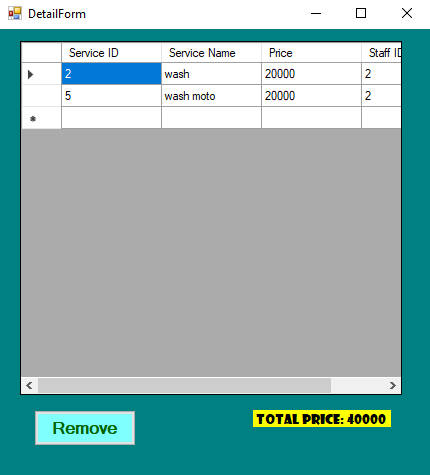 DetailForm
Service ID Service Name Price Staff ID
2 wash 20000 2
5 wash moto 20000 2
Remove
TOTAL PRICE: 40000